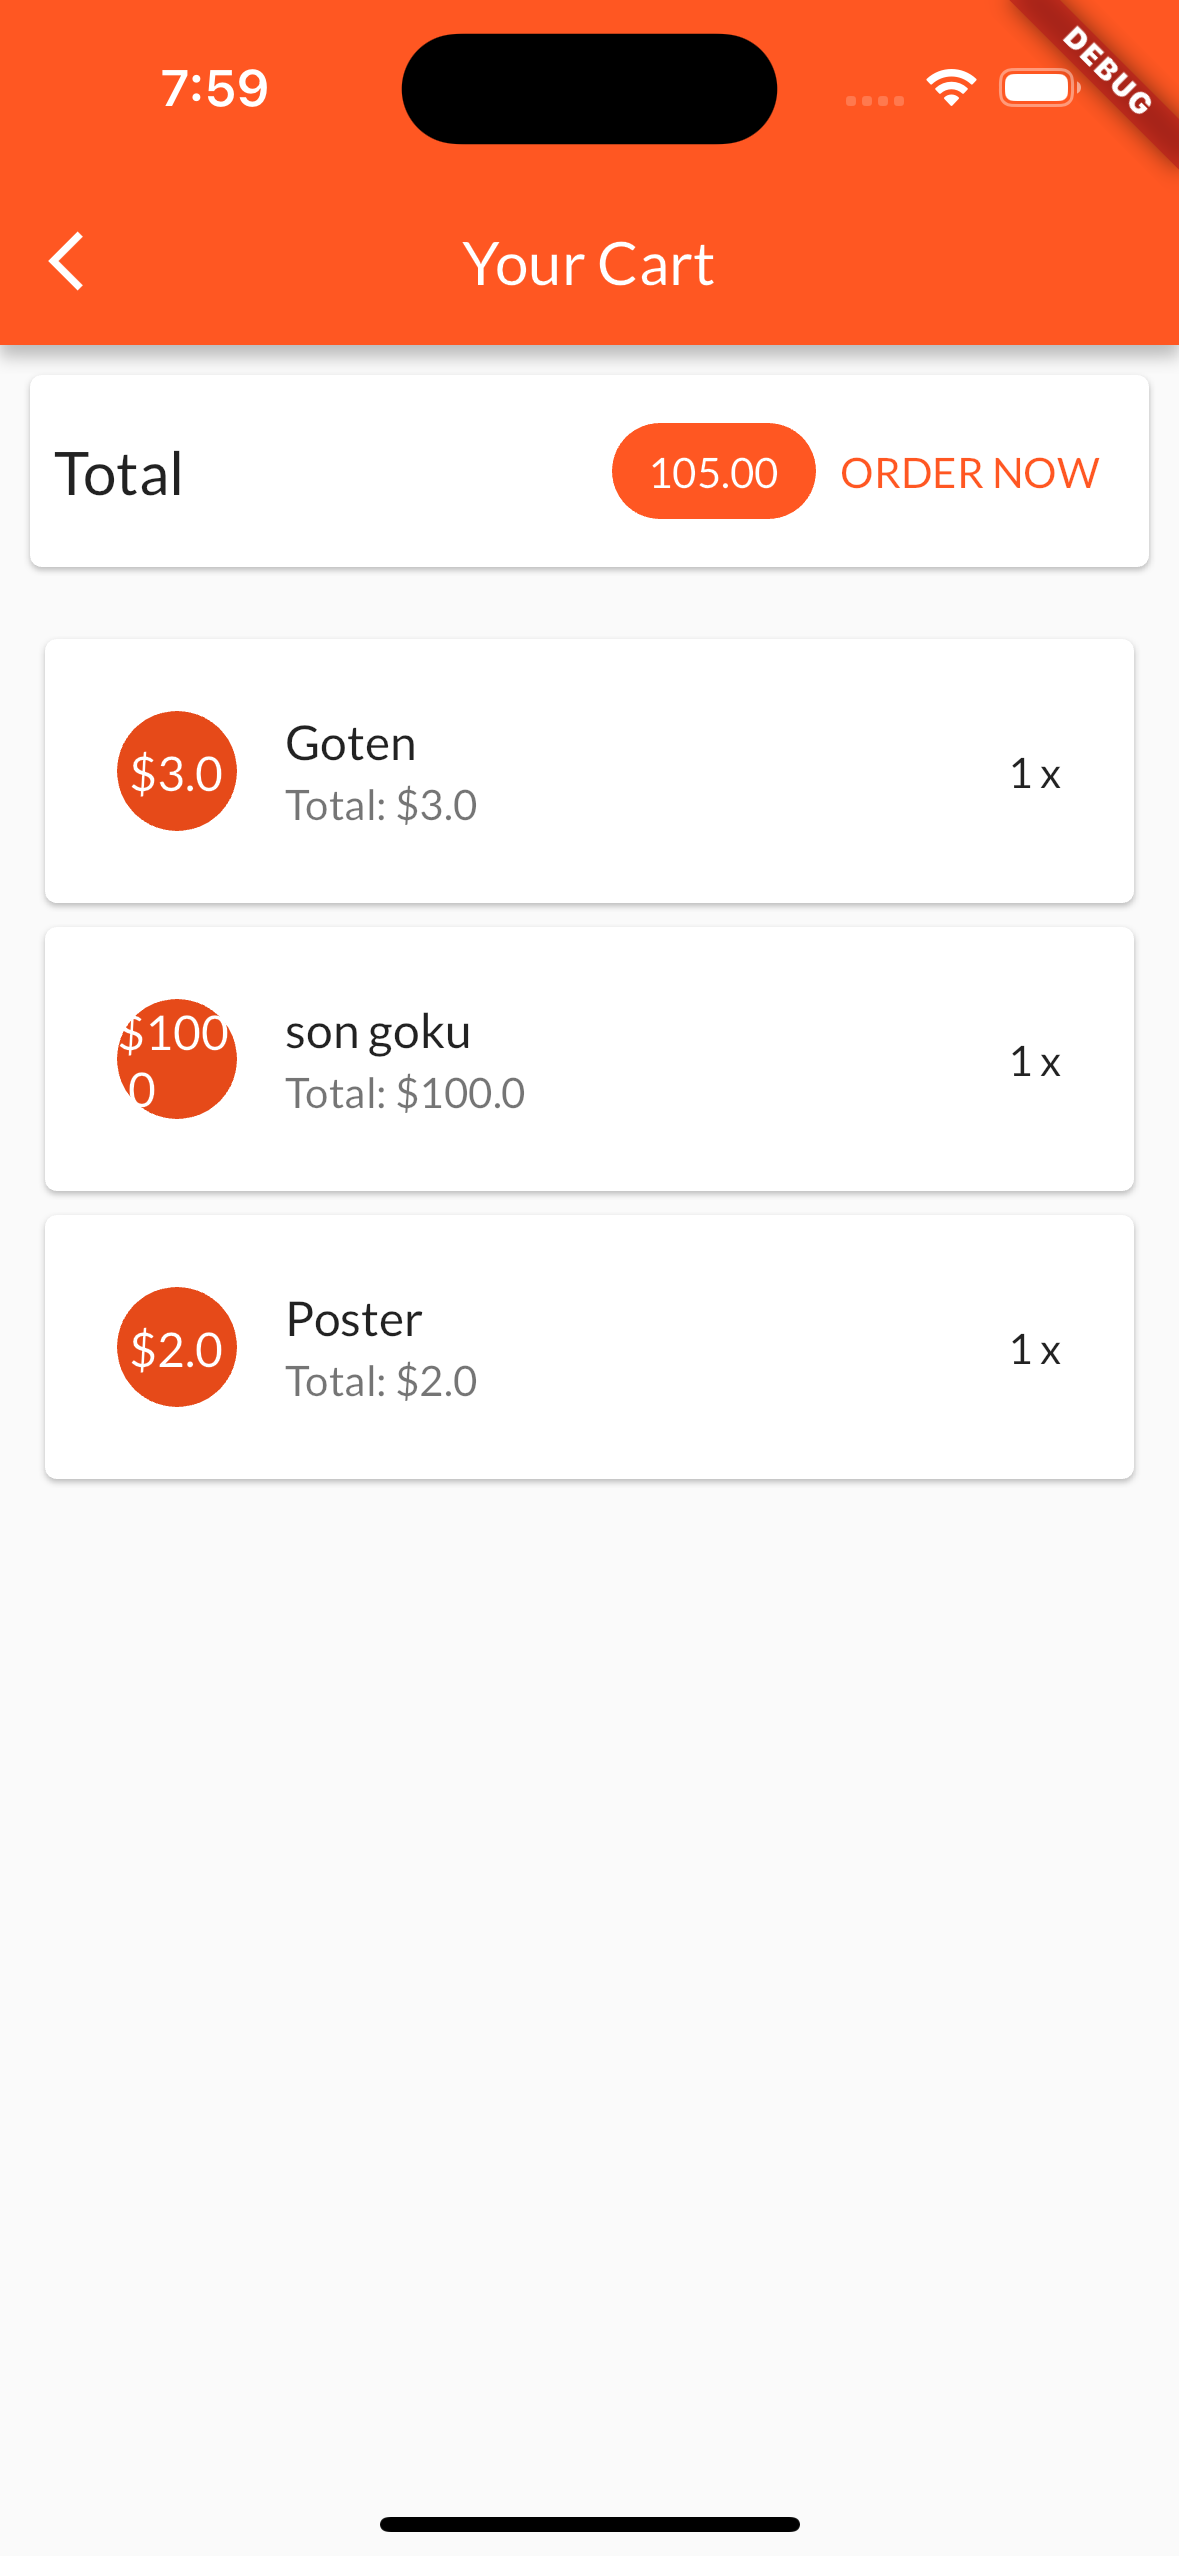 7:59
DEBUG
Your Cart
Total
105.00
ORDER NOW
$3.0
Goten
Total: $3.0
1 x
$100
0
son goku
Total: $100.0
1 x
$2.0
Poster
Total: $2.0
1 x